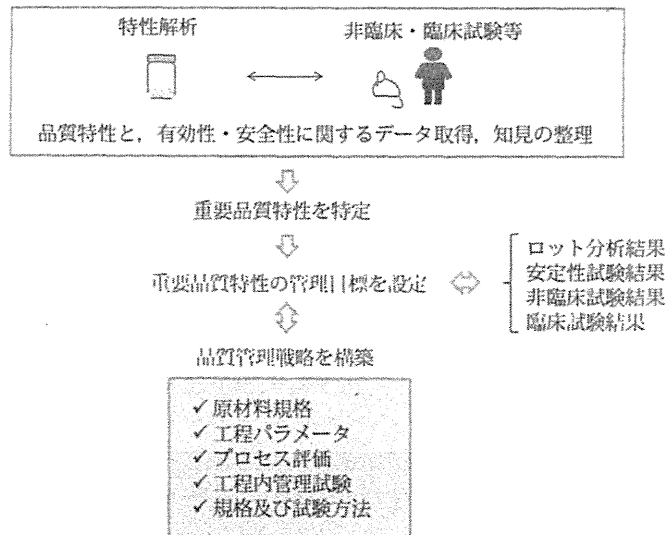 特性解析
非臨床・臨床試験等
品質特性と，有効性・安全性に関するデータ取得，知見の整理
重要品質特性を特定
重要品質特性の管理目標を設定
ロット分析結果
安定性試験結果
非臨床試験結果
臨床試験結果
品質管理戦略を構築
✓ 原材料規格
✓ 工程パラメータ
✓ プロセス評価
✓ 工程内管理試験
✓ 規格及び試験方法